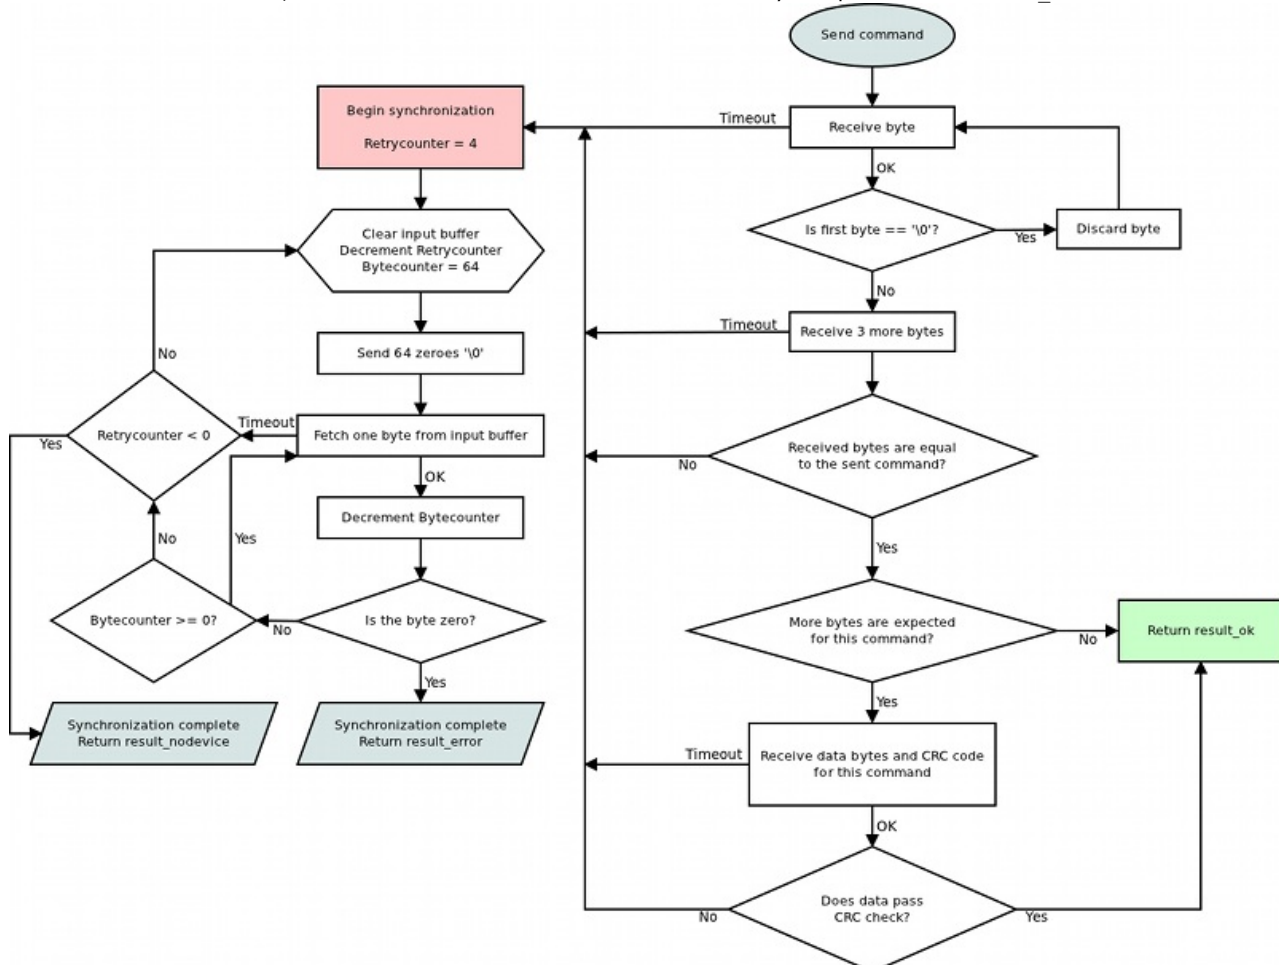 Send command
Begin synchronization
Retrycounter = 4
Timeout
Receive byte
OK
Is first byte == '\0'?
Yes
Discard byte
Clear input buffer
Decrement Retrycounter
Bytecounter = 64
No
Timeout
Receive 3 more bytes
Send 64 zeroes '\0'
No
Retrycounter < 0
Yes
Timeout
Fetch one byte from input buffer
Received bytes are equal
to the sent command?
No
OK
Decrement Bytecounter
No
Yes
Yes
Bytecounter >= 0?
No
Is the byte zero?
More bytes are expected
for this command?
No
Return result_ok
Yes
Yes
Synchronization complete
Return result_nodevice
Synchronization complete
Return result_error
Timeout
Receive data bytes and CRC code
for this command
OK
Does data pass
CRC check?
No
Yes